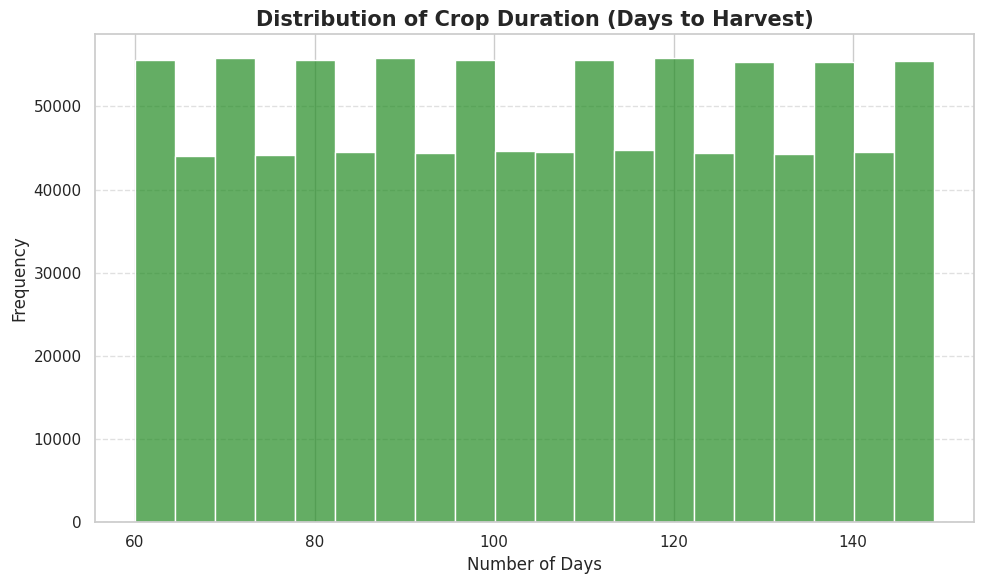 Distribution of Crop Duration (Days to Harvest)
50000
40000
30000
20000
10000
0
Frequency
60 80 100 120 140
Number of Days